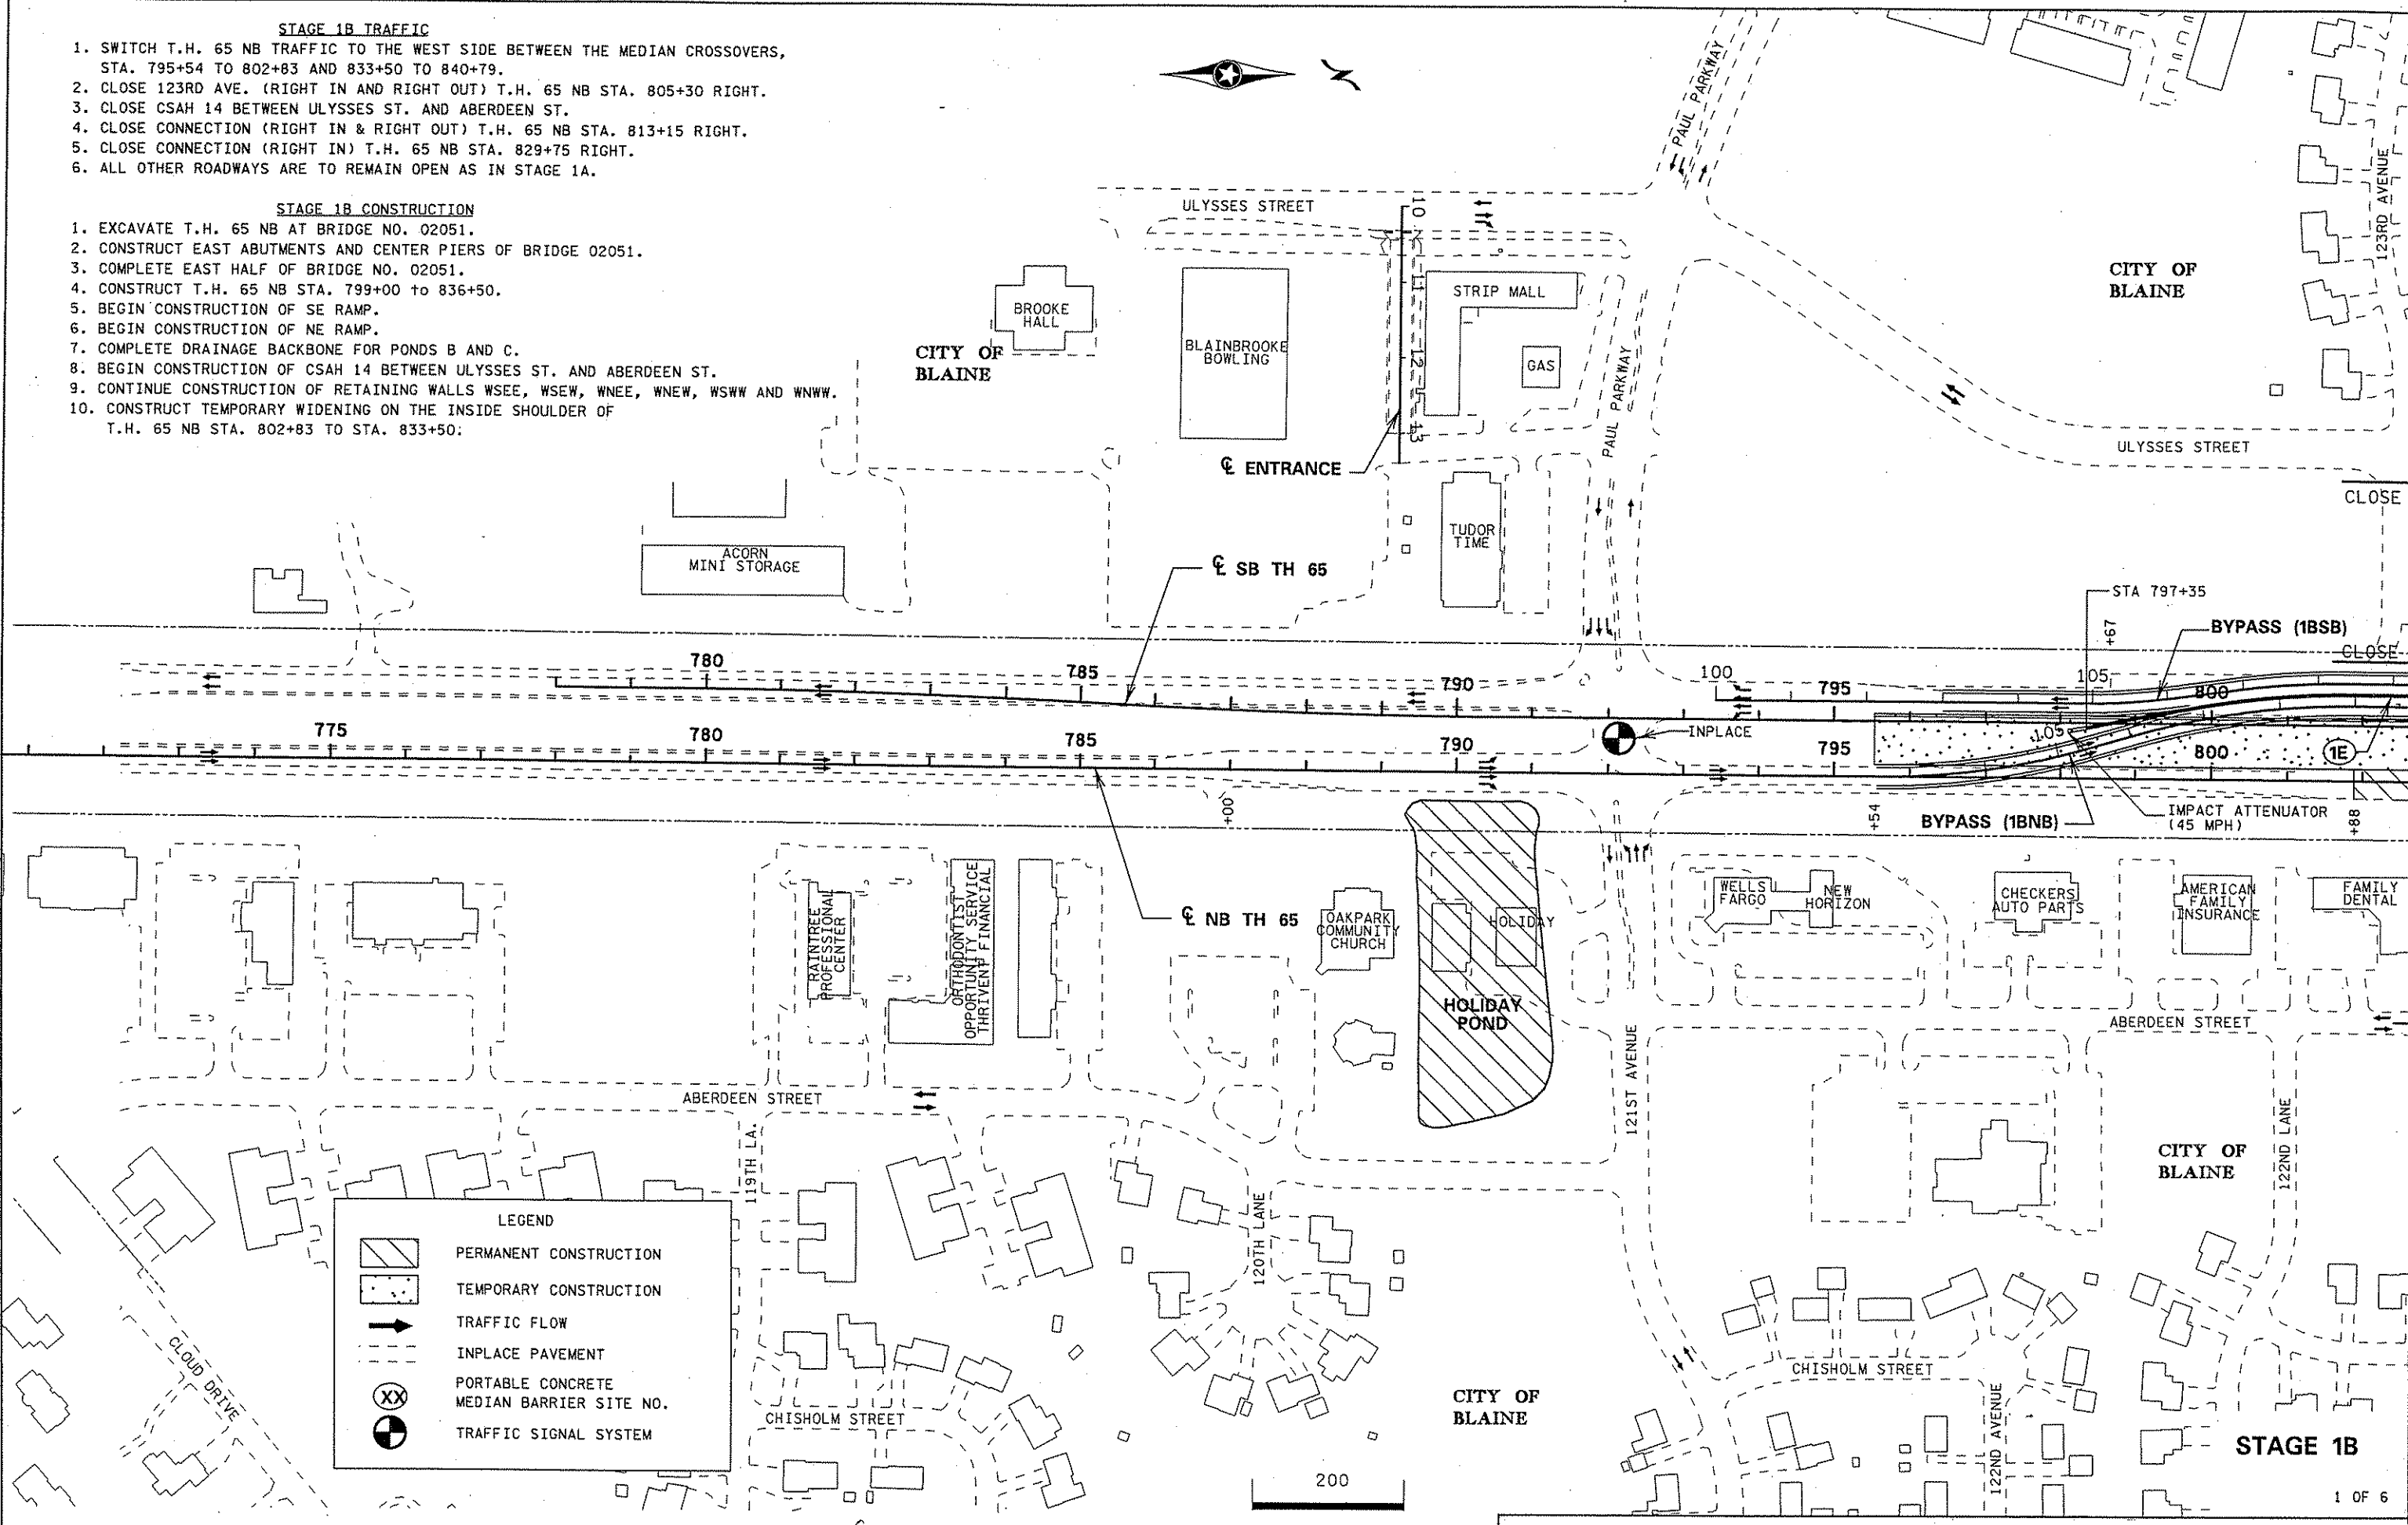 STAGE 1B TRAFFIC
1. SWITCH T.H. 65 NB TRAFFIC TO THE WEST SIDE BETWEEN THE MEDIAN CROSSOVERS,
STA. 795+54 TO 802+83 AND 833+50 TO 840+79.
2. CLOSE 123RD AVE. (RIGHT IN AND RIGHT OUT) T.H. 65 NB STA. 805+30 RIGHT.
3. CLOSE CSAH 14 BETWEEN ULYSSES ST. AND ABERDEEN ST.
4. CLOSE CONNECTION (RIGHT IN & RIGHT OUT) T.H. 65 NB STA. 813+15 RIGHT.
5. CLOSE CONNECTION (RIGHT IN) T.H. 65 NB STA. 829+75 RIGHT.
6. ALL OTHER ROADWAYS ARE TO REMAIN OPEN AS IN STAGE 1A.
STAGE 1B CONSTRUCTION
1. EXCAVATE T.H. 65 NB AT BRIDGE NO. 02051.
2. CONSTRUCT EAST ABUTMENTS AND CENTER PIERS OF BRIDGE 02051.
3. COMPLETE EAST HALF OF BRIDGE NO. 02051.
4. CONSTRUCT T.H. 65 NB STA. 799+00 to 836+50.
5. BEGIN CONSTRUCTION OF SE RAMP.
6. BEGIN CONSTRUCTION OF NE RAMP.
7. COMPLETE DRAINAGE BACKBONE FOR PONDS B AND C.
8. BEGIN CONSTRUCTION OF CSAH 14 BETWEEN ULYSSES ST. AND ABERDEEN ST.
9. CONTINUE CONSTRUCTION OF RETAINING WALLS WSEE, WSEW, WNEE, WNEW, WSWW AND WNWW.
10. CONSTRUCT TEMPORARY WIDENING ON THE INSIDE SHOULDER OF
T.H. 65 NB STA. 802+83 TO STA. 833+50.
N
PAUL PARKWAY
123RD AVENUE
ULYSSES STREET
10
11
12
13
CITY OF
BLAINE
BROOKE
HALL
BLAINBROOKE
BOWLING
STRIP MALL
GAS
PAUL PARKWAY
CITY OF
BLAINE
ULYSSES STREET
℄ ENTRANCE
CLOSE
TUDOR
TIME
ACORN
MINI STORAGE
℄ SB TH 65
STA 797+35
+67
BYPASS (1BSB)
CLOSE
780
785
790
100
795
105
800
775
780
785
790
INPLACE
795
105
800
1E
+00
+54
BYPASS (1BNB)
IMPACT ATTENUATOR
(45 MPH)
+88
RAINTREE
PROFESSIONAL
CENTER
ORTHODONTIST
OPPORTUNITY SERVICE
THRIVENT FINANCIAL
℄ NB TH 65
OAKPARK
COMMUNITY
CHURCH
HOLIDAY
HOLIDAY
POND
WELLS
FARGO
NEW
HORIZON
CHECKERS
AUTO PARTS
AMERICAN
FAMILY
INSURANCE
FAMILY
DENTAL
ABERDEEN STREET
121ST AVENUE
ABERDEEN STREET
119TH LA.
120TH LANE
122ND LANE
CITY OF
BLAINE
LEGEND
PERMANENT CONSTRUCTION
TEMPORARY CONSTRUCTION
TRAFFIC FLOW
INPLACE PAVEMENT
XX
PORTABLE CONCRETE
MEDIAN BARRIER SITE NO.
TRAFFIC SIGNAL SYSTEM
CLOUD DRIVE
CHISHOLM STREET
CHISHOLM STREET
122ND AVENUE
CITY OF
BLAINE
200
STAGE 1B
1 OF 6